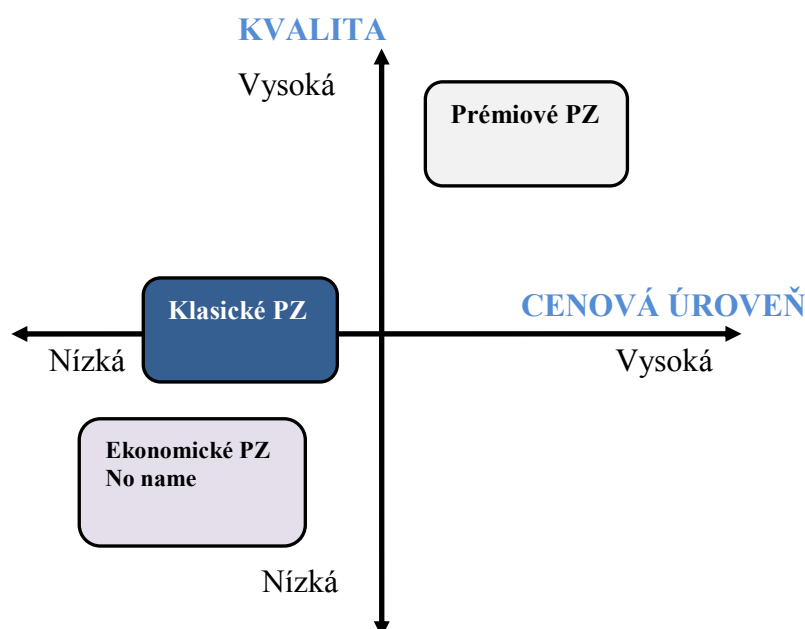 KVALITA
Vysoká
Prémiové PZ
Klasické PZ
CENOVÁ ÚROVEŇ
Nízká
Vysoká
Ekonomické PZ
No name
Nízká